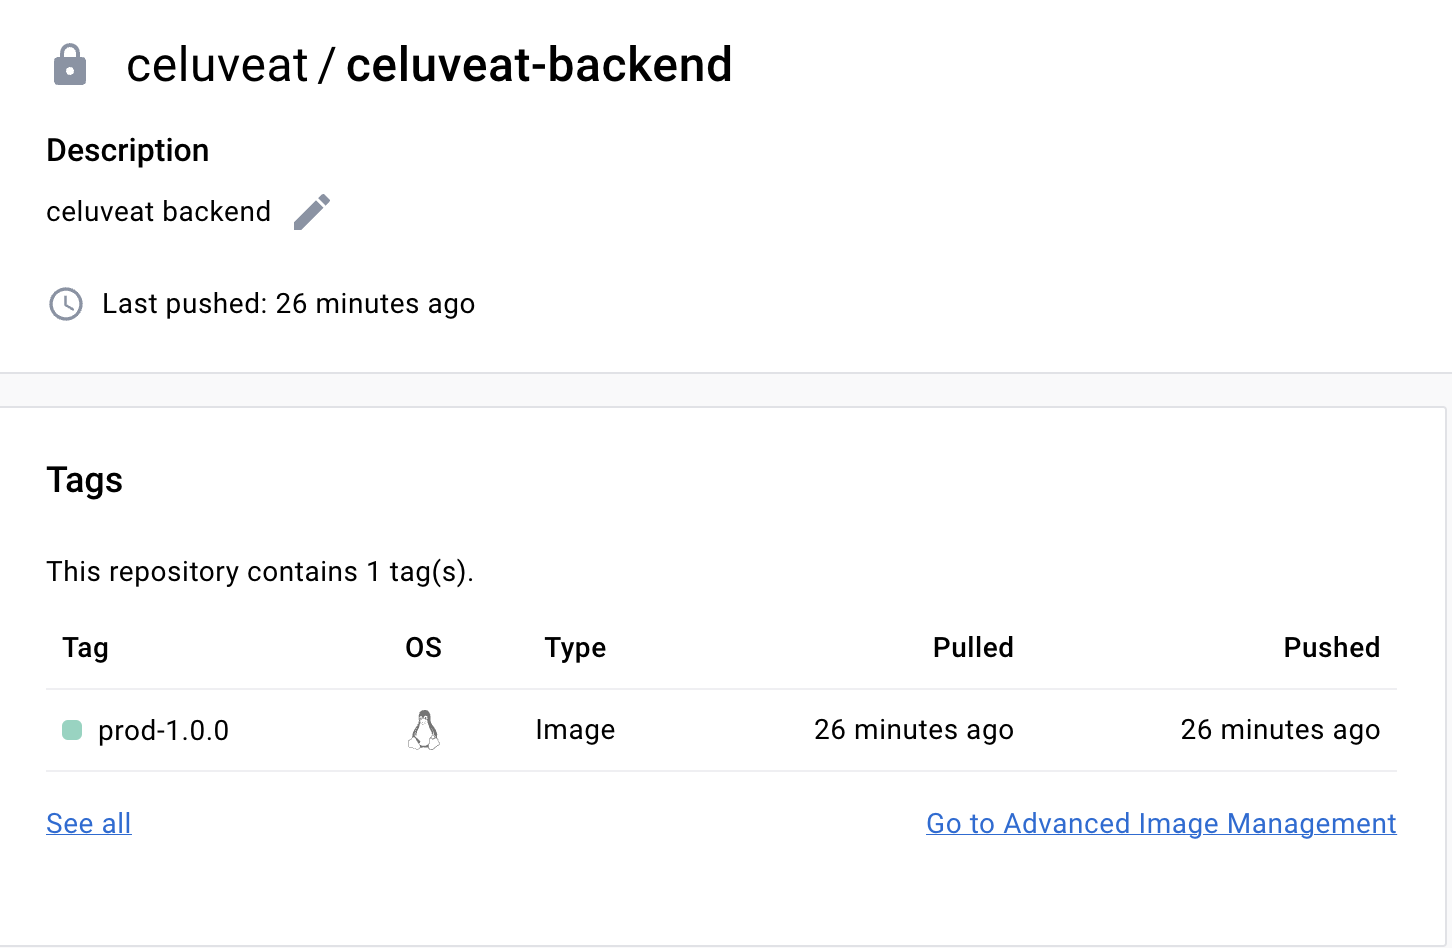 celuveat / celuveat-backend
Description
celuveat backend
Last pushed: 26 minutes ago
Tags
This repository contains 1 tag(s).
Tag OS Type Pulled Pushed
prod-1.0.0 Image 26 minutes ago 26 minutes ago
See all Go to Advanced Image Management